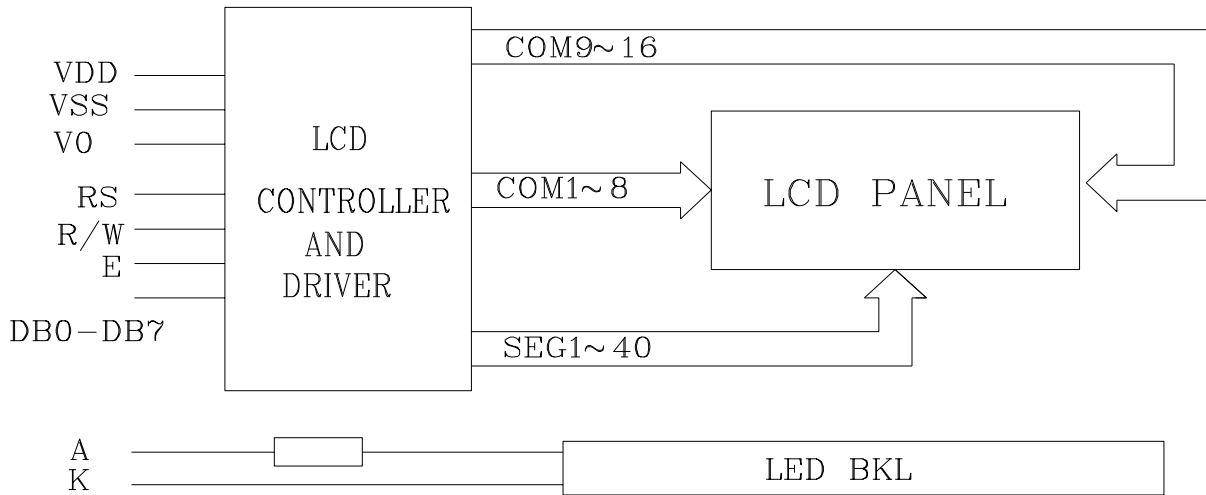 VDD
VSS
VO
RS
R/W
E
DB0-DB7
LCD
CONTROLLER
AND
DRIVER
COM9~16
COM1~8
SEG1~40
LCD PANEL
A
K
LED BKL